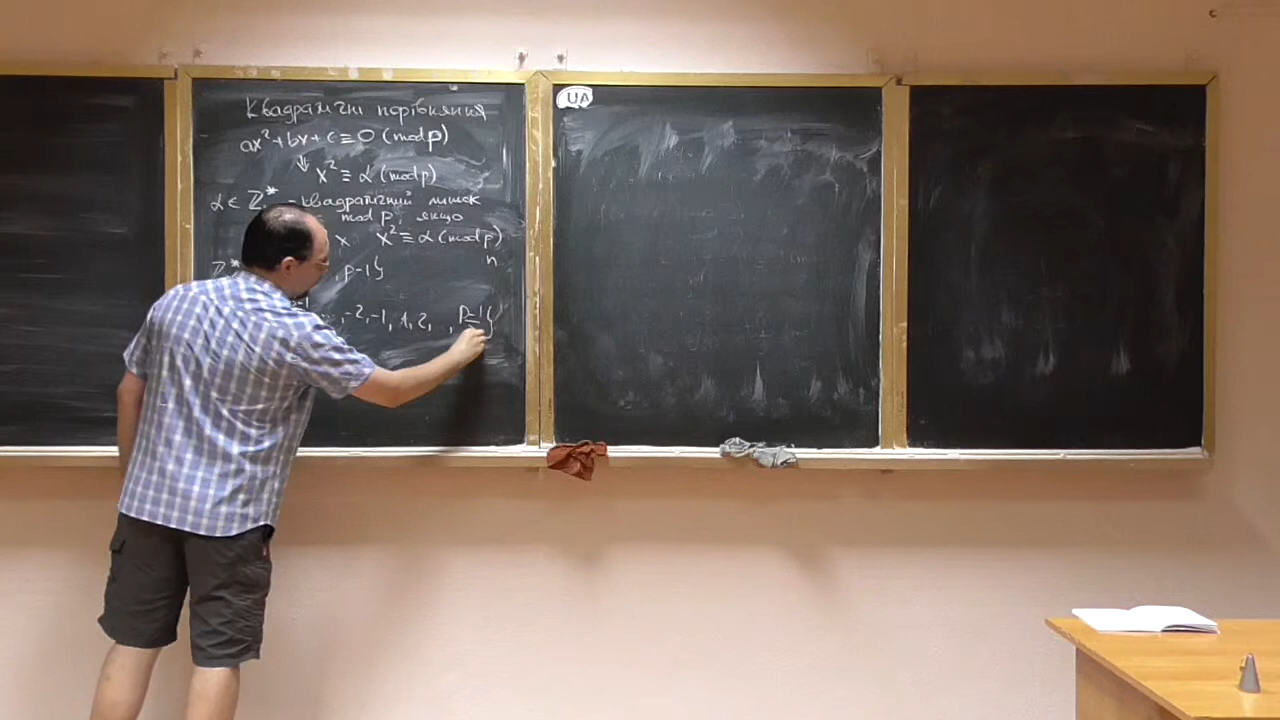 Квадратичні порівняння
ax² + bx + c ≡ 0 (mod p)
⇓ x² ≡ α (mod p)
α ∈ ℤ* - квадратичний лишок
mod p, якщо
x x² ≡ α (mod p)
n
ℤ* , p-1}
, -2, -1, 1, 2, , p-1}
UA